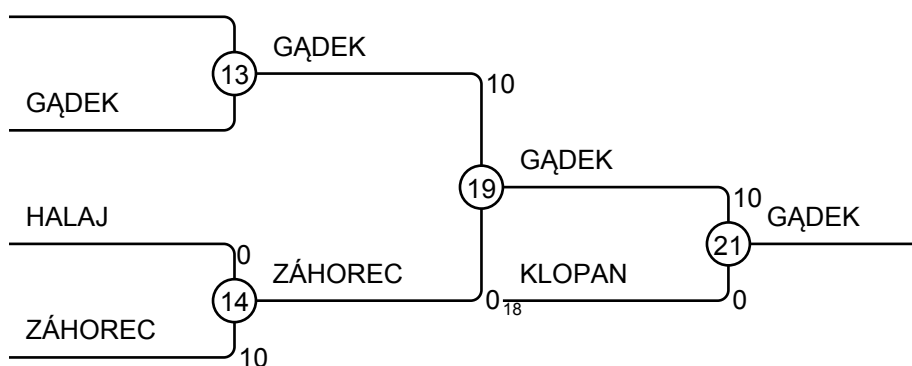 GĄDEK
13
10
GĄDEK
GĄDEK
19
10
HALAJ
GĄDEK
21
0
ZÁHOREC
KLOPAN
14
0
18
0
ZÁHOREC
10